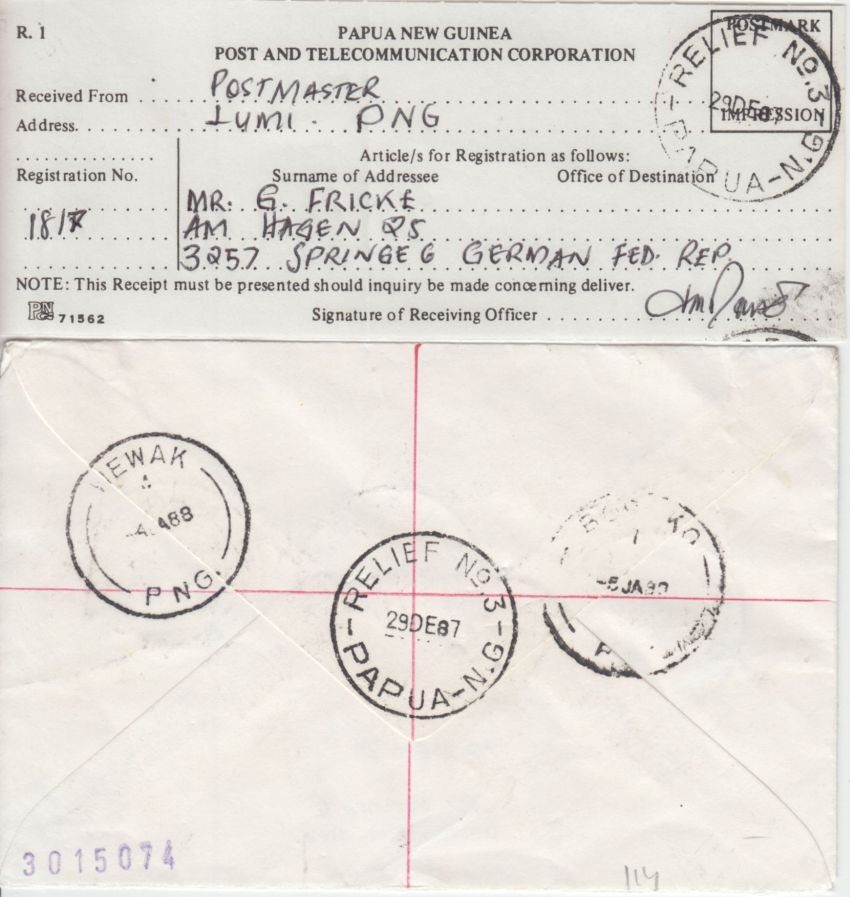 R. 1
PAPUA NEW GUINEA
POST AND TELECOMMUNICATION CORPORATION
POSTMARK
IMPRESSION
RELIEF No. 3
29DE87
PAPUA-N.G.
Received From POSTMASTER
Address. LUMI. PNG
Article/s for Registration as follows:
Registration No. Surname of Addressee Office of Destination
MR. G. FRICKE
AM HAGEN 25
3257 SPRINGE 6 GERMAN FED. REP.
NOTE: This Receipt must be presented should inquiry be made concerning deliver.
71562 Signature of Receiving Officer
WEWAK
PNG.
RELIEF No. 3
29DE87
PAPUA-N.G.
3015074
114